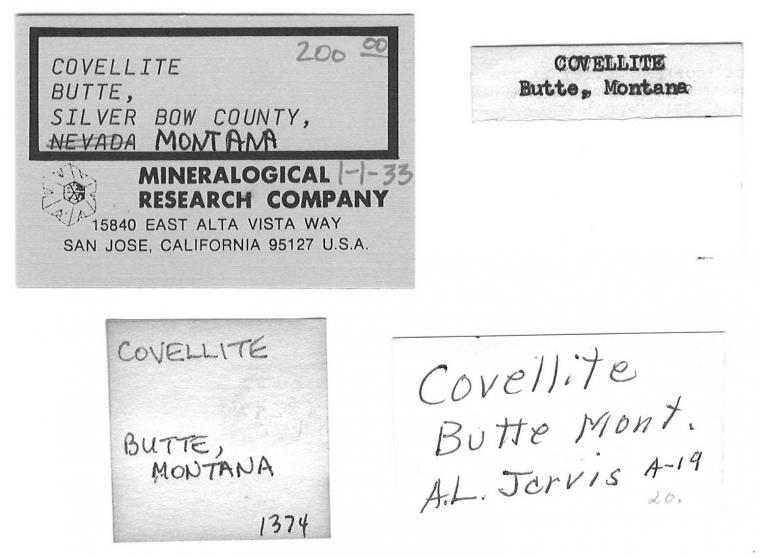 200 00
COVELLITE
BUTTE,
SILVER BOW COUNTY,
NEVADA MONTANA
MINERALOGICAL 1-1-33
RESEARCH COMPANY
15840 EAST ALTA VISTA WAY
SAN JOSE, CALIFORNIA 95127 U.S.A.
COVELLITE
Butte, Montana
COVELLITE
BUTTE,
MONTANA
1374
Covellite
Butte Mont.
A.L. Jarvis A-19
20.